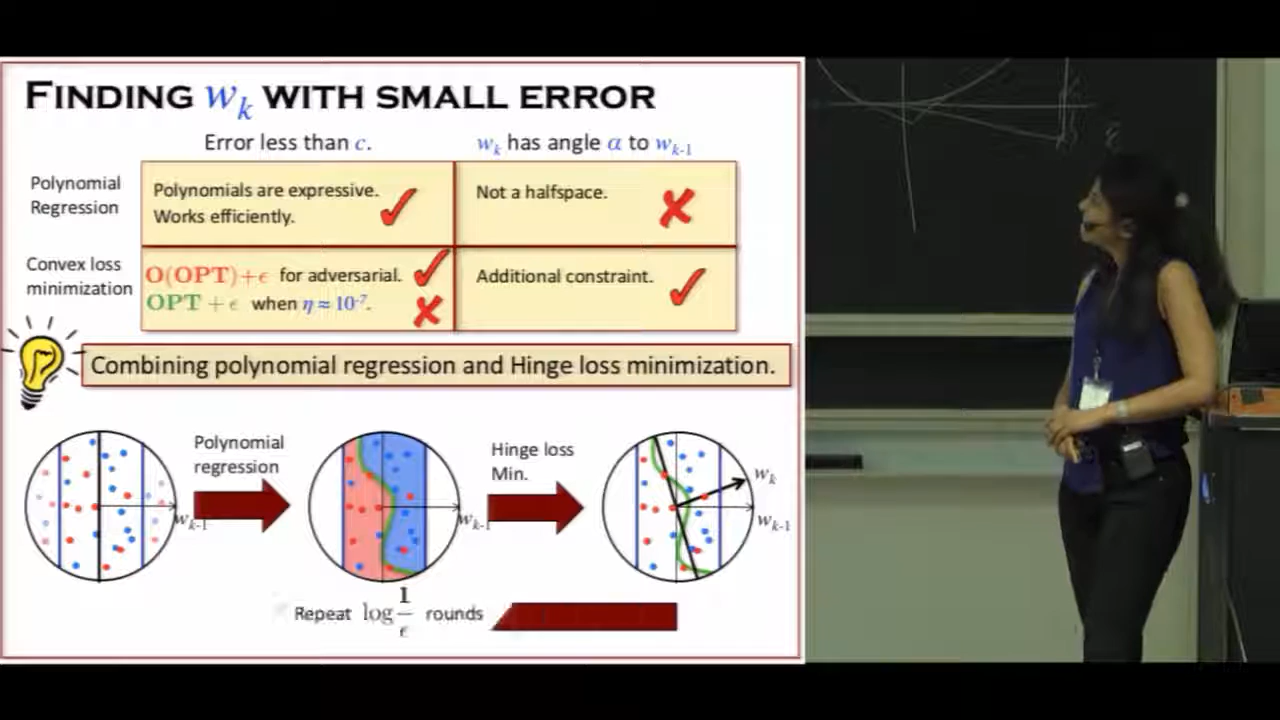 FINDING w_k WITH SMALL ERROR
Error less than c.
w_k has angle α to w_{k-1}
Polynomial
Regression
Polynomials are expressive.
Works efficiently.
Not a halfspace.
Convex loss
minimization
O(OPT)+ϵ for adversarial.
OPT + ϵ when η ≈ 10^{-7}.
Additional constraint.
Combining polynomial regression and Hinge loss minimization.
Polynomial
regression
Hinge loss
Min.
w_{k-1}
w_{k-1}
w_k
w_{k-1}
Repeat log 1/ϵ rounds